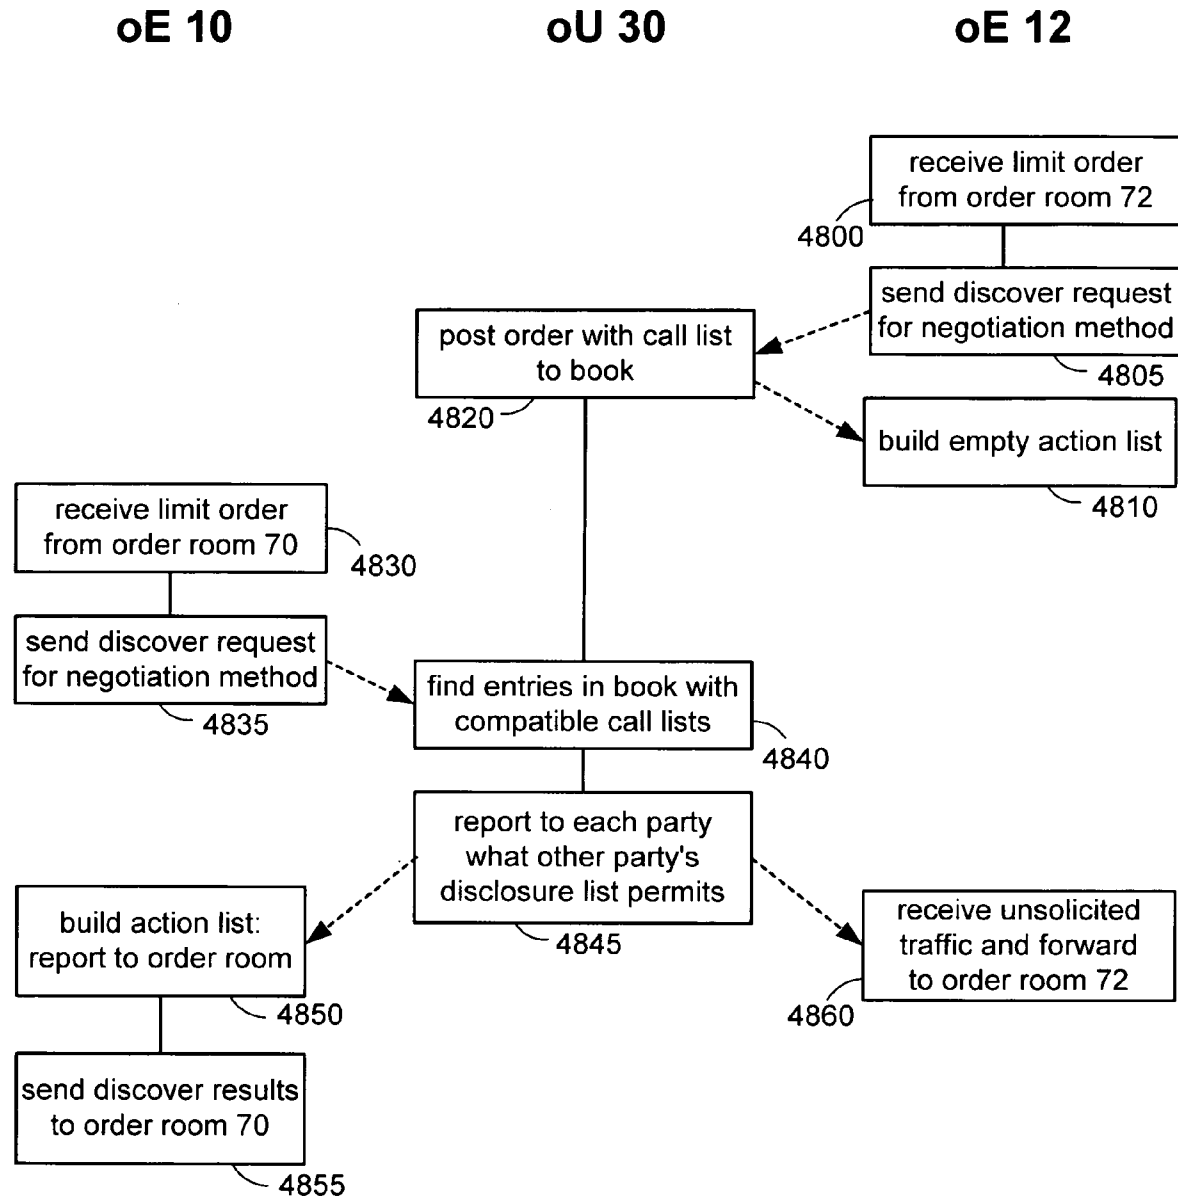 oE 10
oU 30
oE 12
receive limit order
from order room 72
4800
send discover request
for negotiation method
4805
post order with call list
to book
4820
build empty action list
4810
receive limit order
from order room 70
4830
send discover request
for negotiation method
4835
find entries in book with
compatible call lists
4840
report to each party
what other party's
disclosure list permits
4845
build action list:
report to order room
4850
receive unsolicited
traffic and forward
to order room 72
4860
send discover results
to order room 70
4855